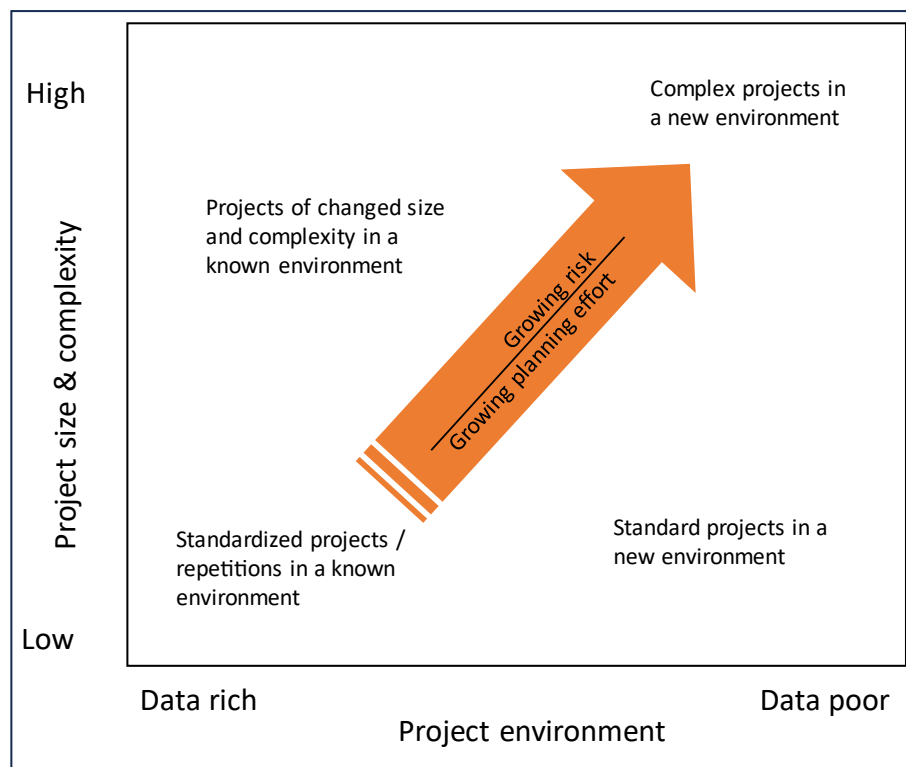 High
Complex projects in
a new environment
Projects of changed size
and complexity in a
known environment
Growing risk
Growing planning effort
Project size & complexity
Standardized projects /
repetitions in a known
environment
Standard projects in a
new environment
Low
Data rich
Data poor
Project environment